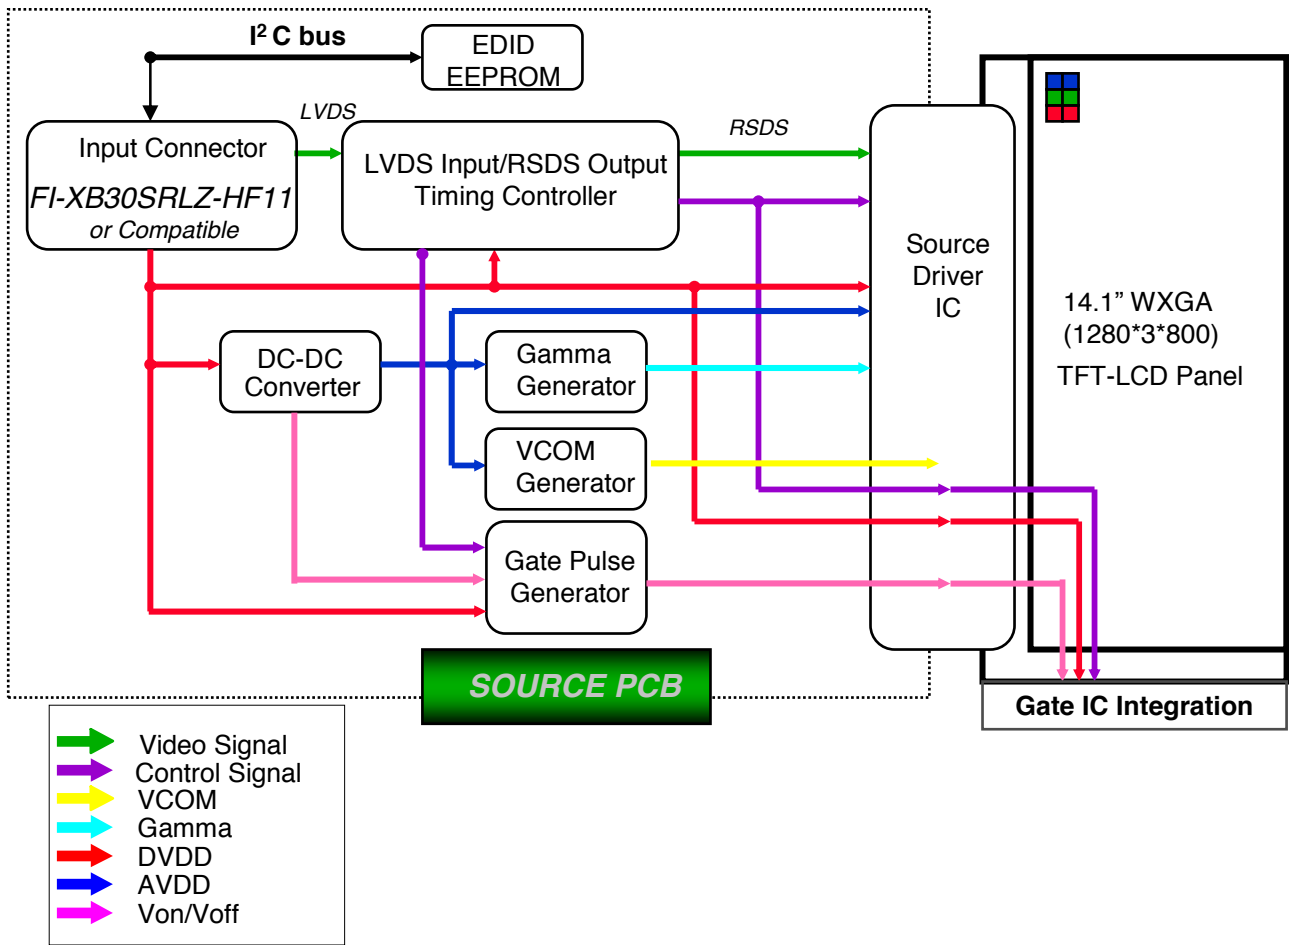 I² C bus
EDID
EEPROM
LVDS
RSDS
Input Connector
FI-XB30SRLZ-HF11
or Compatible
LVDS Input/RSDS Output
Timing Controller
Source
Driver
IC
14.1” WXGA
(1280*3*800)
TFT-LCD Panel
DC-DC
Converter
Gamma
Generator
VCOM
Generator
Gate Pulse
Generator
SOURCE PCB
Gate IC Integration
Video Signal
Control Signal
VCOM
Gamma
DVDD
AVDD
Von/Voff